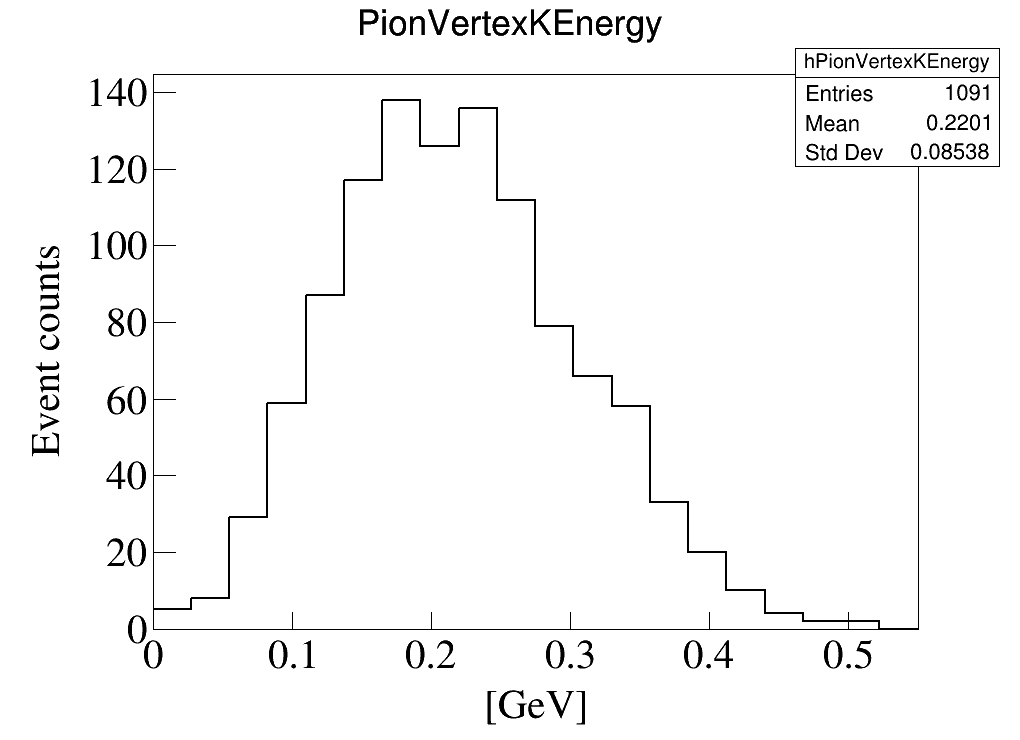 PionVertexKEnergy
hPionVertexKEnergy
Entries 1091
Mean 0.2201
Std Dev 0.08538
140
120
100
80
60
40
20
0
Event counts
0 0.1 0.2 0.3 0.4 0.5
[GeV]